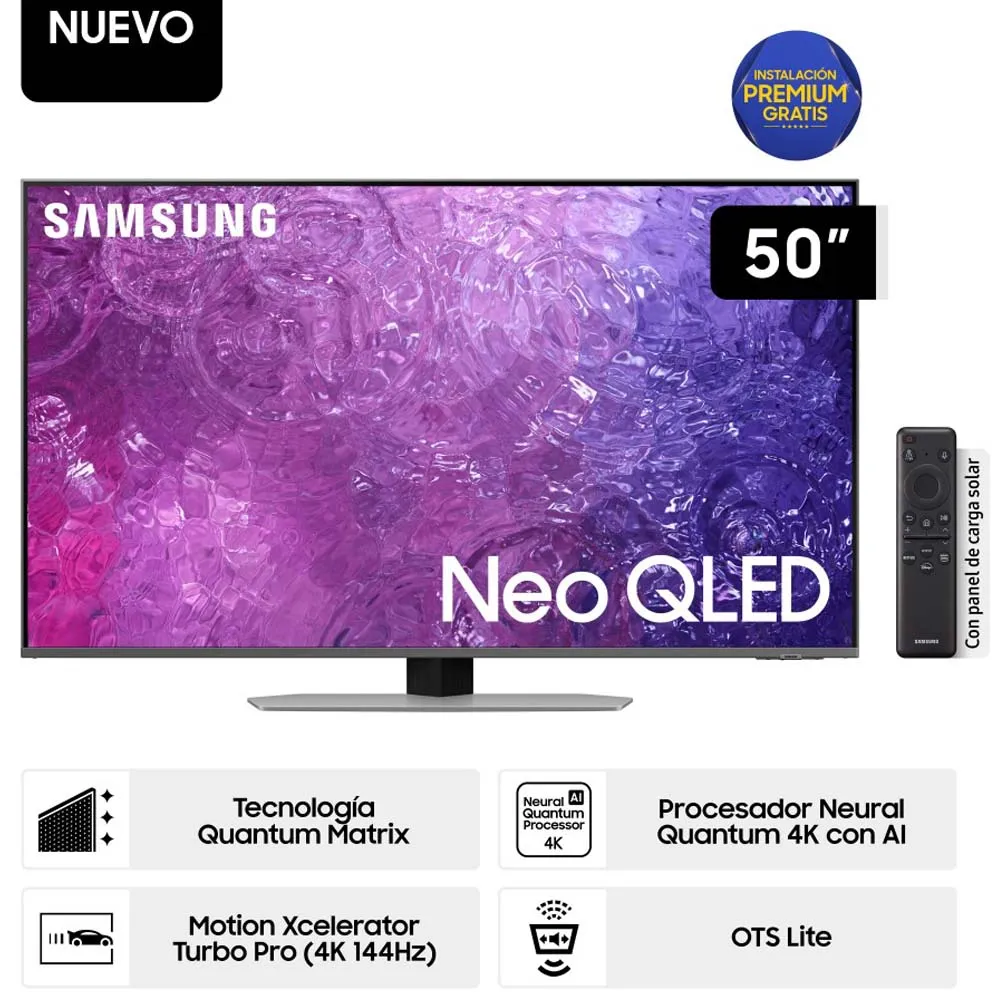 NUEVO
INSTALACIÓN
PREMIUM
GRATIS
SAMSUNG
50"
Neo QLED
SAMSUNG
Con panel de carga solar
Tecnología
Quantum Matrix
Neural AI
Quantum
Processor
4K
Procesador Neural
Quantum 4K con AI
Motion Xcelerator
Turbo Pro (4K 144Hz)
OTS Lite